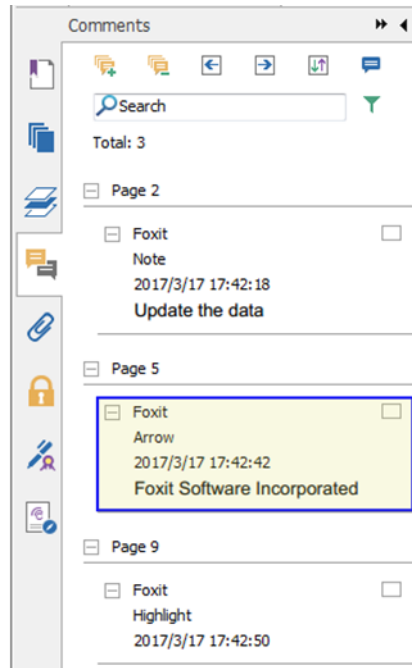 Comments
Search
Total: 3
Page 2
Foxit
Note
2017/3/17 17:42:18
Update the data
Page 5
Foxit
Arrow
2017/3/17 17:42:42
Foxit Software Incorporated
Page 9
Foxit
Highlight
2017/3/17 17:42:50